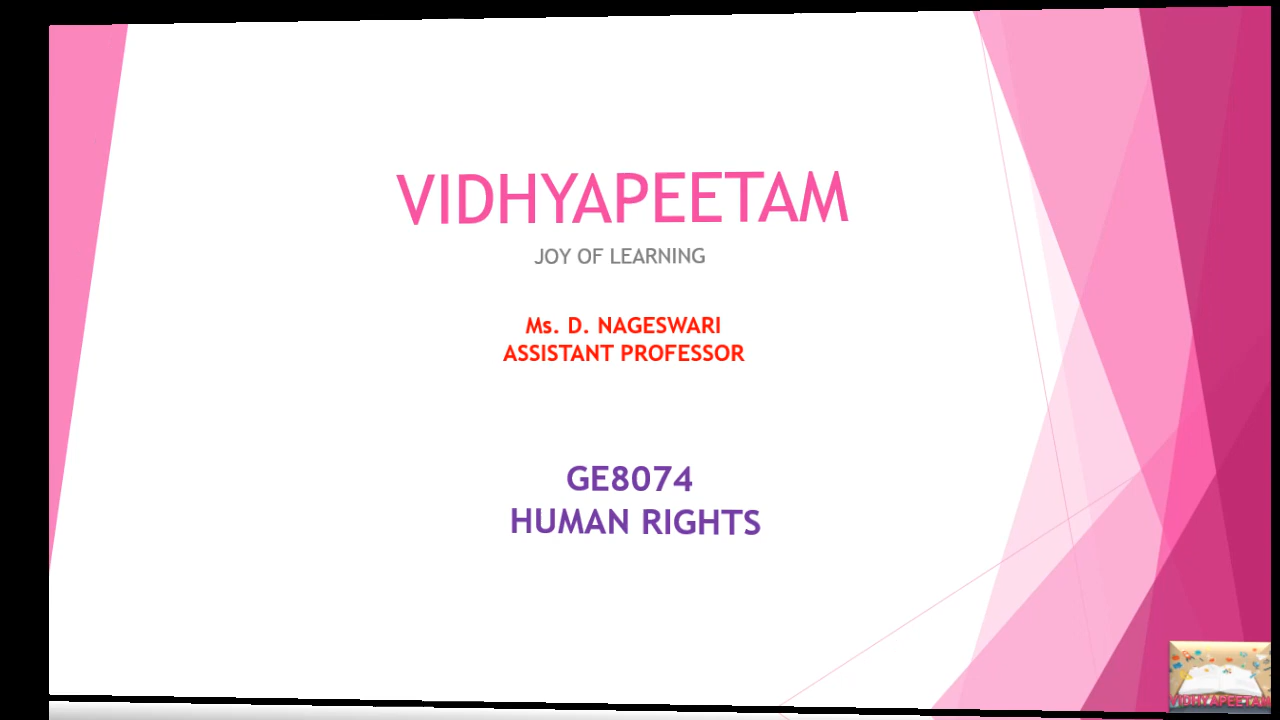 VIDHYAPEETAM
JOY OF LEARNING
Ms. D. NAGESWARI
ASSISTANT PROFESSOR
GE8074
HUMAN RIGHTS
VIDHYAPEETAM